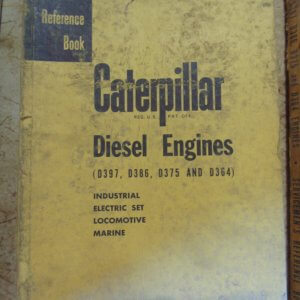 Reference
Book
Caterpillar
REG. U.S. PAT. OFF.
Diesel Engines
(D397, D386, D375 AND D364)
INDUSTRIAL
ELECTRIC SET
LOCOMOTIVE
MARINE